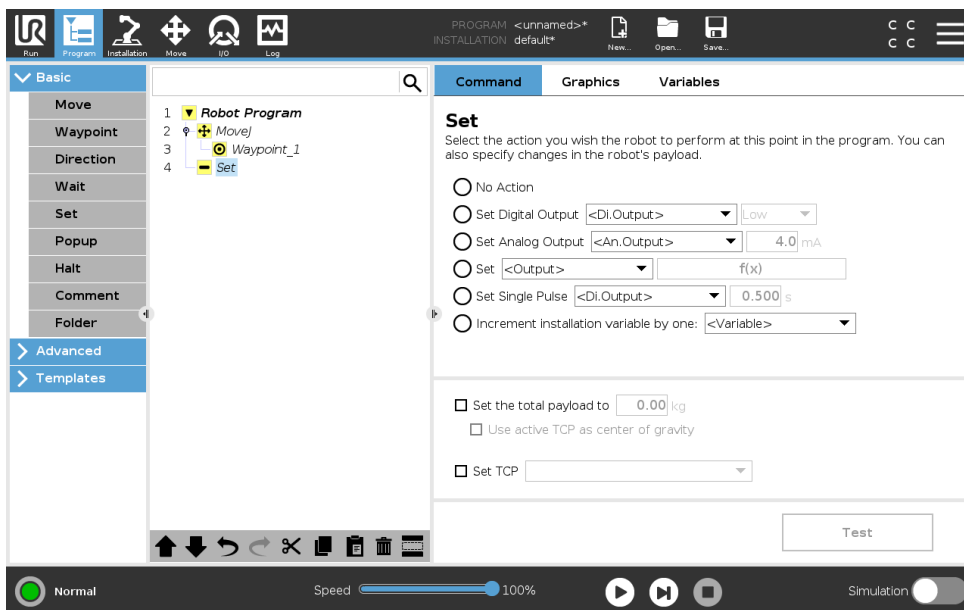 UR
Run
Program
Installation
Move
I/O
Log
PROGRAM <unnamed>*
INSTALLATION default*
New...
Open...
Save...
C C
C C
Basic
Move
Waypoint
Direction
Wait
Set
Popup
Halt
Comment
Folder
Advanced
Templates
1 Robot Program
2 MoveJ
3 Waypoint_1
4 Set
Command Graphics Variables
Set
Select the action you wish the robot to perform at this point in the program. You can
also specify changes in the robot's payload.
No Action
Set Digital Output <Di.Output> Low
Set Analog Output <An.Output> 4.0 mA
Set <Output> f(x)
Set Single Pulse <Di.Output> 0.500 s
Increment installation variable by one: <Variable>
Set the total payload to 0.00 kg
Use active TCP as center of gravity
Set TCP
Test
Normal
Speed 100%
Simulation